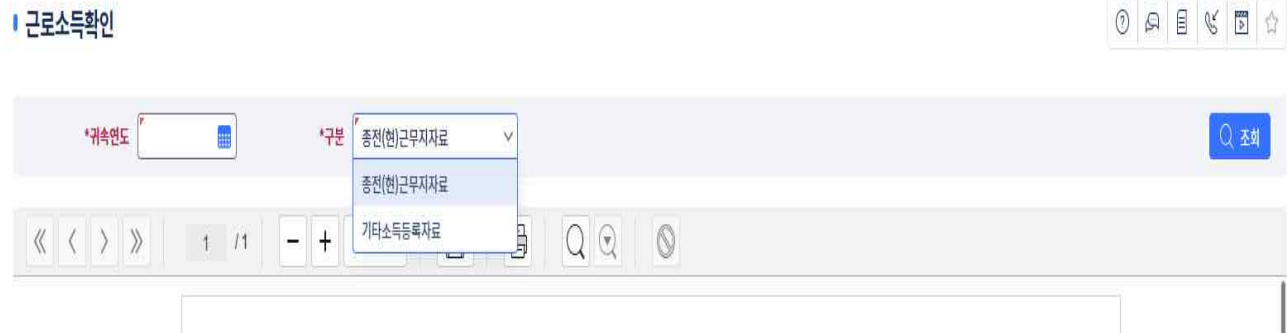 근로소득확인
*귀속연도 *구분 종전(현)근무지자료 조회
종전(현)근무지자료
기타소득등록자료
1 /1